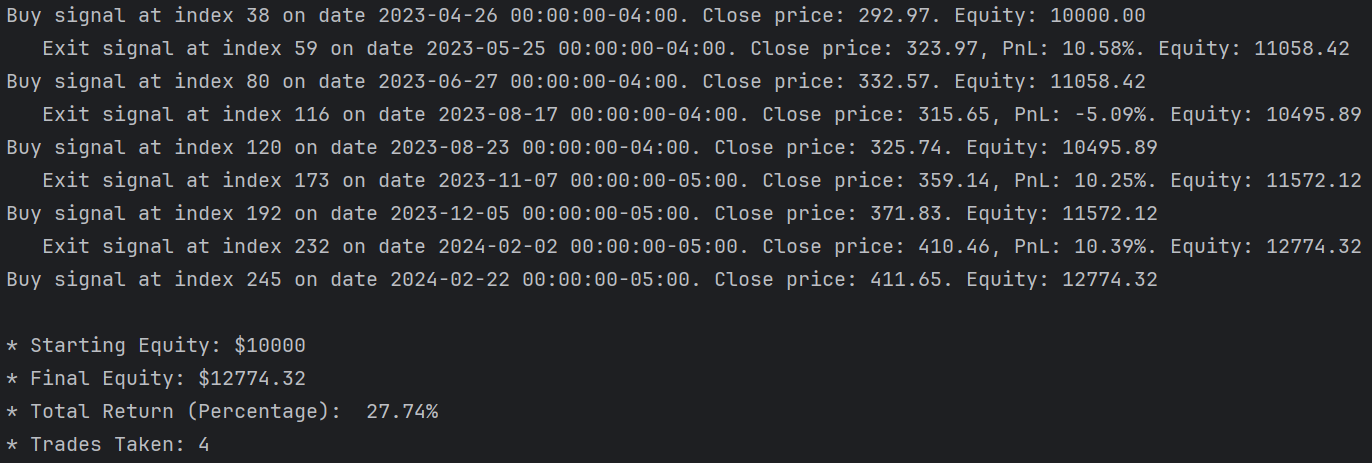 Buy signal at index 38 on date 2023-04-26 00:00:00-04:00. Close price: 292.97. Equity: 10000.00
Exit signal at index 59 on date 2023-05-25 00:00:00-04:00. Close price: 323.97, PnL: 10.58%. Equity: 11058.42
Buy signal at index 80 on date 2023-06-27 00:00:00-04:00. Close price: 332.57. Equity: 11058.42
Exit signal at index 116 on date 2023-08-17 00:00:00-04:00. Close price: 315.65, PnL: -5.09%. Equity: 10495.89
Buy signal at index 120 on date 2023-08-23 00:00:00-04:00. Close price: 325.74. Equity: 10495.89
Exit signal at index 173 on date 2023-11-07 00:00:00-05:00. Close price: 359.14, PnL: 10.25%. Equity: 11572.12
Buy signal at index 192 on date 2023-12-05 00:00:00-05:00. Close price: 371.83. Equity: 11572.12
Exit signal at index 232 on date 2024-02-02 00:00:00-05:00. Close price: 410.46, PnL: 10.39%. Equity: 12774.32
Buy signal at index 245 on date 2024-02-22 00:00:00-05:00. Close price: 411.65. Equity: 12774.32
* Starting Equity: $10000
* Final Equity: $12774.32
* Total Return (Percentage):  27.74%
* Trades Taken: 4